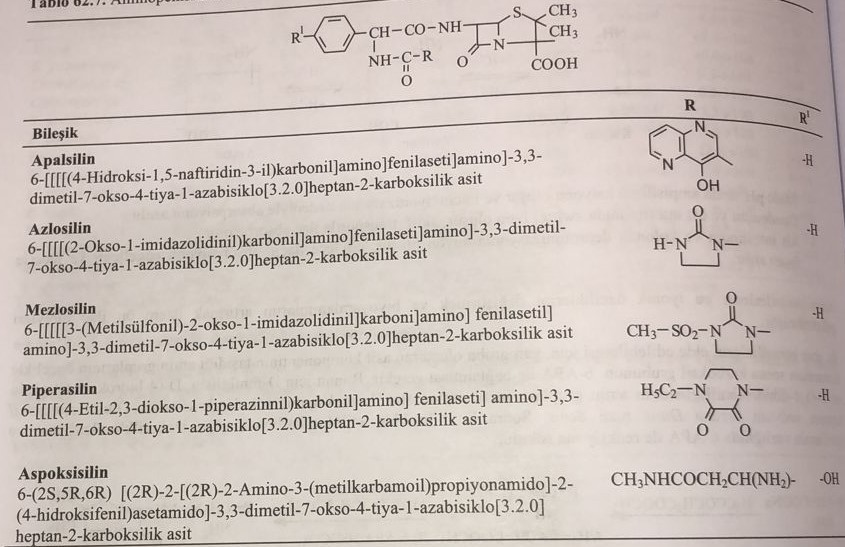 Tablo 62.7.
S
CH3
CH3
R¹
CH-CO-NH
N
NH-C-R
O
COOH
O
Bileşik
R
R¹
Apalsilin
6-[[[[(4-Hidroksi-1,5-naftiridin-3-il)karbonil]amino]fenilaseti]amino]-3,3-
dimetil-7-okso-4-tiya-1-azabisiklo[3.2.0]heptan-2-karboksilik asit
N
N
OH
-H
Azlosilin
6-[[[[(2-Okso-1-imidazolidinil)karbonil]amino]fenilaseti]amino]-3,3-dimetil-
7-okso-4-tiya-1-azabisiklo[3.2.0]heptan-2-karboksilik asit
O
H-N
N-
-H
Mezlosilin
6-[[[[[3-(Metilsülfonil)-2-okso-1-imidazolidinil]karboni]amino] fenilasetil]
amino]-3,3-dimetil-7-okso-4-tiya-1-azabisiklo[3.2.0]heptan-2-karboksilik asit
O
CH3-SO2-N
N-
-H
Piperasilin
6-[[[[(4-Etil-2,3-diokso-1-piperazinnil)karbonil]amino] fenilaseti] amino]-3,3-
dimetil-7-okso-4-tiya-1-azabisiklo[3.2.0]heptan-2-karboksilik asit
H5C2-N
N-
O
O
-H
Aspoksisilin
6-(2S,5R,6R) [(2R)-2-[(2R)-2-Amino-3-(metilkarbamoil)propiyonamido]-2-
(4-hidroksifenil)asetamido]-3,3-dimetil-7-okso-4-tiya-1-azabisiklo[3.2.0]
heptan-2-karboksilik asit
CH3NHCOCH2CH(NH2)-
-OH